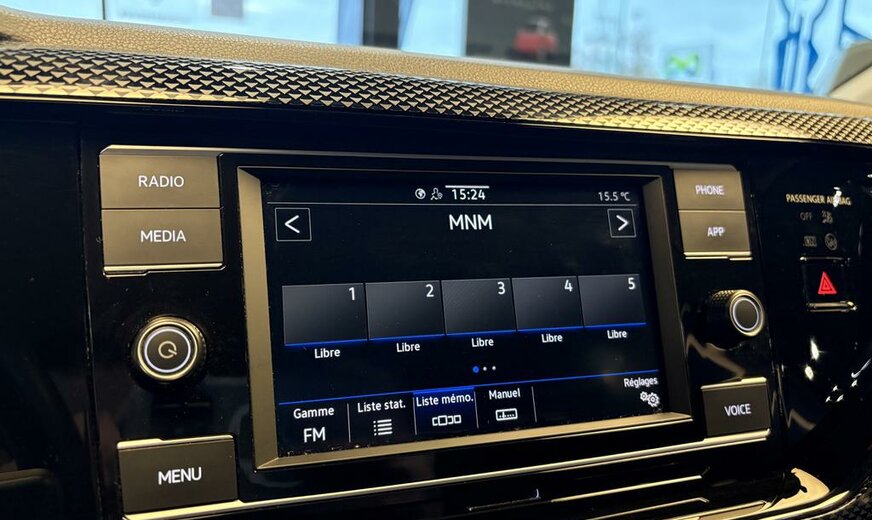 RADIO
MEDIA
MENU
15:24
15.5 °C
<
MNM
>
1 2 3 4 5
Libre Libre Libre Libre Libre
Gamme
FM
Liste stat.
Liste mémo.
Manuel
Réglages
PHONE
APP
VOICE
PASSENGER AIRBAG
OFF